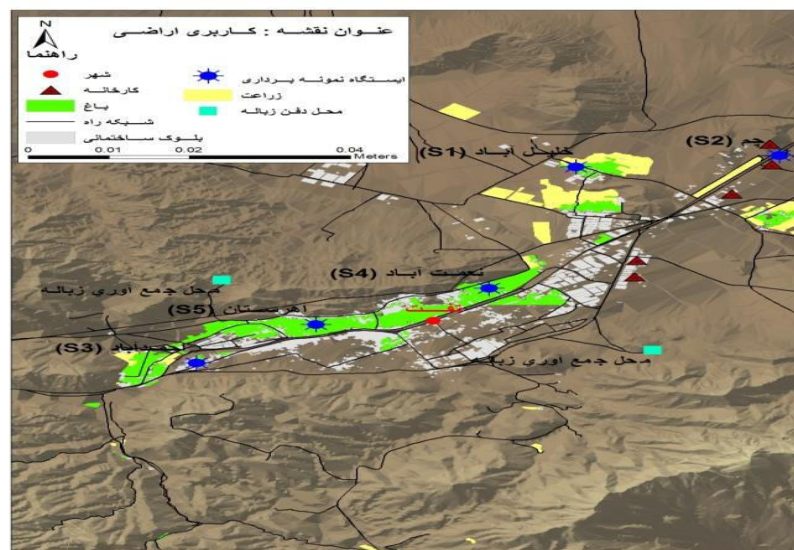 عنوان نقشه : کاربری اراضی
N
راهنما
شهر
ایستگاه نمونه برداری
کارخانه
زراعت
باغ
محل دفن زباله
شبکه راه
بلوک ساختمانی
0 0.01 0.02 0.04
Meters
جم (S2)
خلیل آباد (S1)
نعمت آباد (S4)
محل جمع آوری زباله
اهرستان (S5)
(S3)
محل جمع آوری زباله